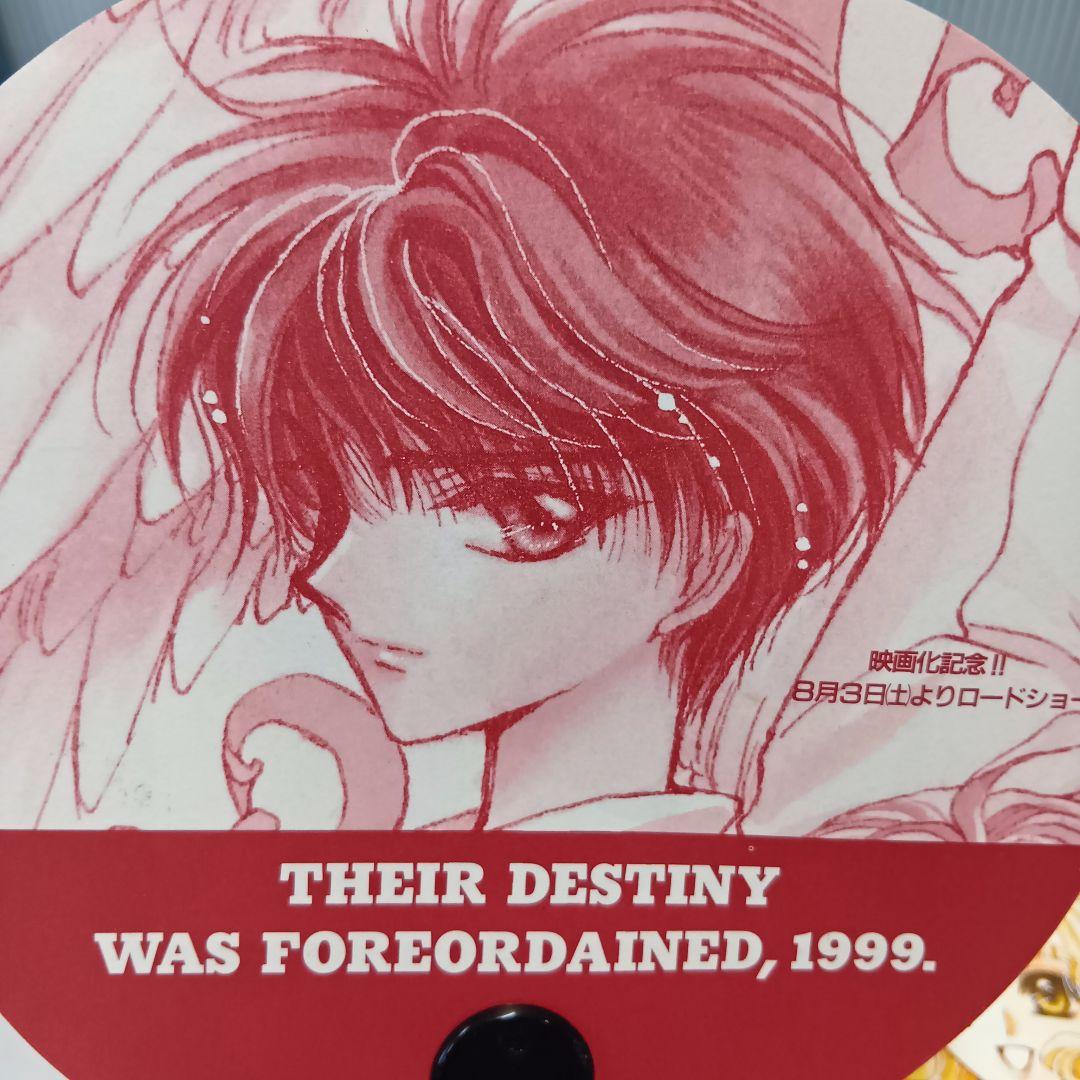 映画化記念!!
8月3日(土)よりロードショー
THEIR DESTINY
WAS FOREORDAINED, 1999.